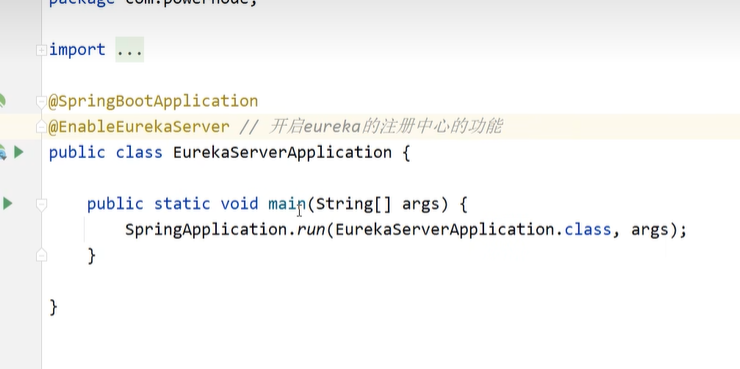 package com.powernode;
import ...
@SpringBootApplication
@EnableEurekaServer // 开启eureka的注册中心的功能
public class EurekaServerApplication {
public static void main(String[] args) {
SpringApplication.run(EurekaServerApplication.class, args);
}
}